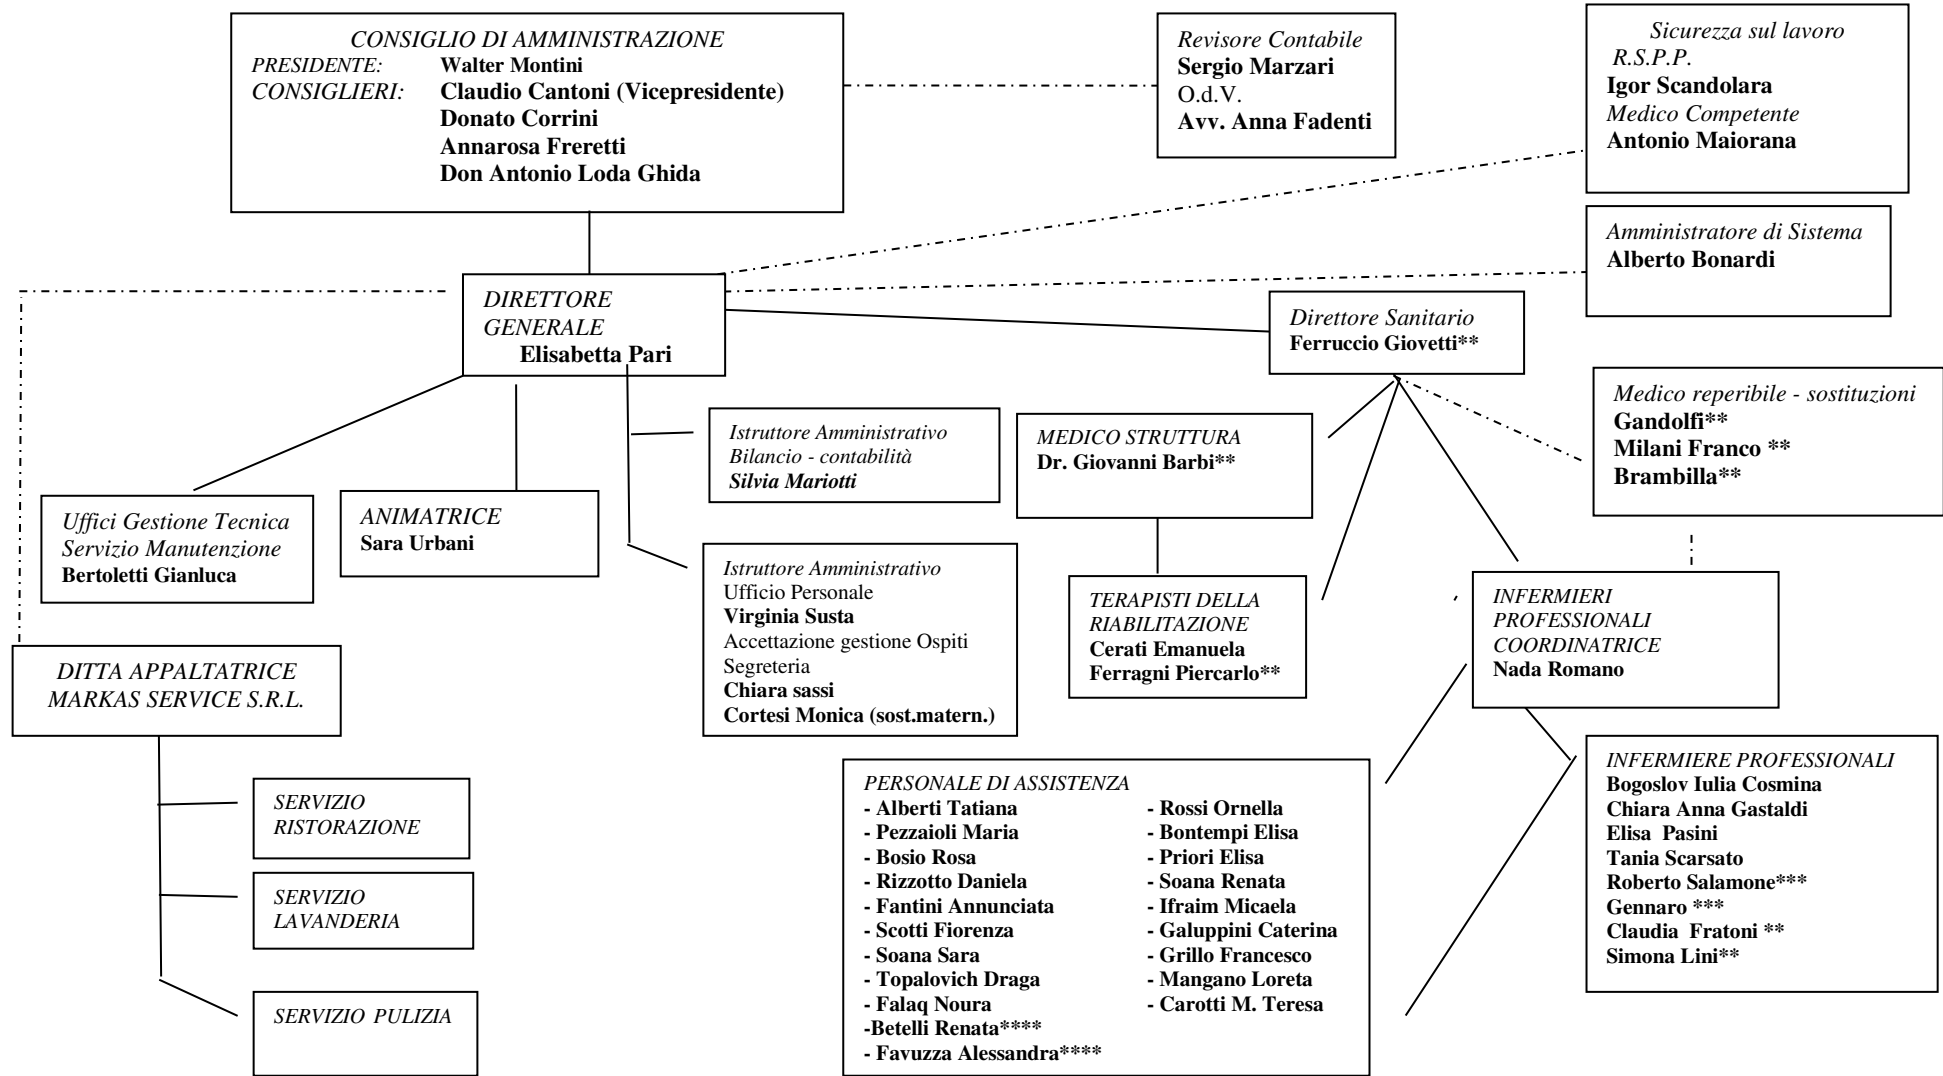 CONSIGLIO DI AMMINISTRAZIONE
PRESIDENTE: Walter Montini
CONSIGLIERI: Claudio Cantoni (Vicepresidente)
Donato Corrini
Annarosa Freretti
Don Antonio Loda Ghida
Revisore Contabile
Sergio Marzari
O.d.V.
Avv. Anna Fadenti
Sicurezza sul lavoro
R.S.P.P.
Igor Scandolara
Medico Competente
Antonio Maiorana
Amministratore di Sistema
Alberto Bonardi
DIRETTORE
GENERALE
Elisabetta Pari
Direttore Sanitario
Ferruccio Giovetti**
Medico reperibile - sostituzioni
Gandolfi**
Milani Franco **
Brambilla**
Istruttore Amministrativo
Bilancio - contabilità
Silvia Mariotti
MEDICO STRUTTURA
Dr. Giovanni Barbi**
Uffici Gestione Tecnica
Servizio Manutenzione
Bertoletti Gianluca
ANIMATRICE
Sara Urbani
Istruttore Amministrativo
Ufficio Personale
Virginia Susta
Accettazione gestione Ospiti
Segreteria
Chiara sassi
Cortesi Monica (sost.matern.)
TERAPISTI DELLA
RIABILITAZIONE
Cerati Emanuela
Ferragni Piercarlo**
INFERMIERI
PROFESSIONALI
COORDINATRICE
Nada Romano
DITTA APPALTATRICE
MARKAS SERVICE S.R.L.
SERVIZIO
RISTORAZIONE
SERVIZIO
LAVANDERIA
SERVIZIO PULIZIA
PERSONALE DI ASSISTENZA
- Alberti Tatiana - Rossi Ornella
- Pezzaioli Maria - Bontempi Elisa
- Bosio Rosa - Priori Elisa
- Rizzotto Daniela - Soana Renata
- Fantini Annunciata - Ifraim Micaela
- Scotti Fiorenza - Galuppini Caterina
- Soana Sara - Grillo Francesco
- Topalovich Draga - Mangano Loreta
- Falaq Noura - Carotti M. Teresa
-Betelli Renata****
- Favuzza Alessandra****
INFERMIERE PROFESSIONALI
Bogoslov Iulia Cosmina
Chiara Anna Gastaldi
Elisa Pasini
Tania Scarsato
Roberto Salamone***
Gennaro ***
Claudia Fratoni **
Simona Lini**